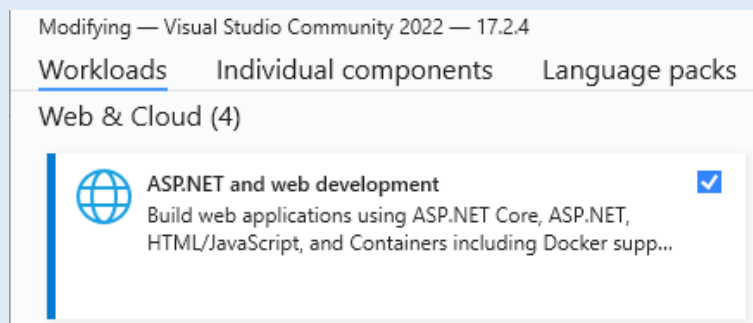 Modifying — Visual Studio Community 2022 — 17.2.4
Workloads Individual components Language packs
Web & Cloud (4)
ASP.NET and web development
Build web applications using ASP.NET Core, ASP.NET,
HTML/JavaScript, and Containers including Docker supp...